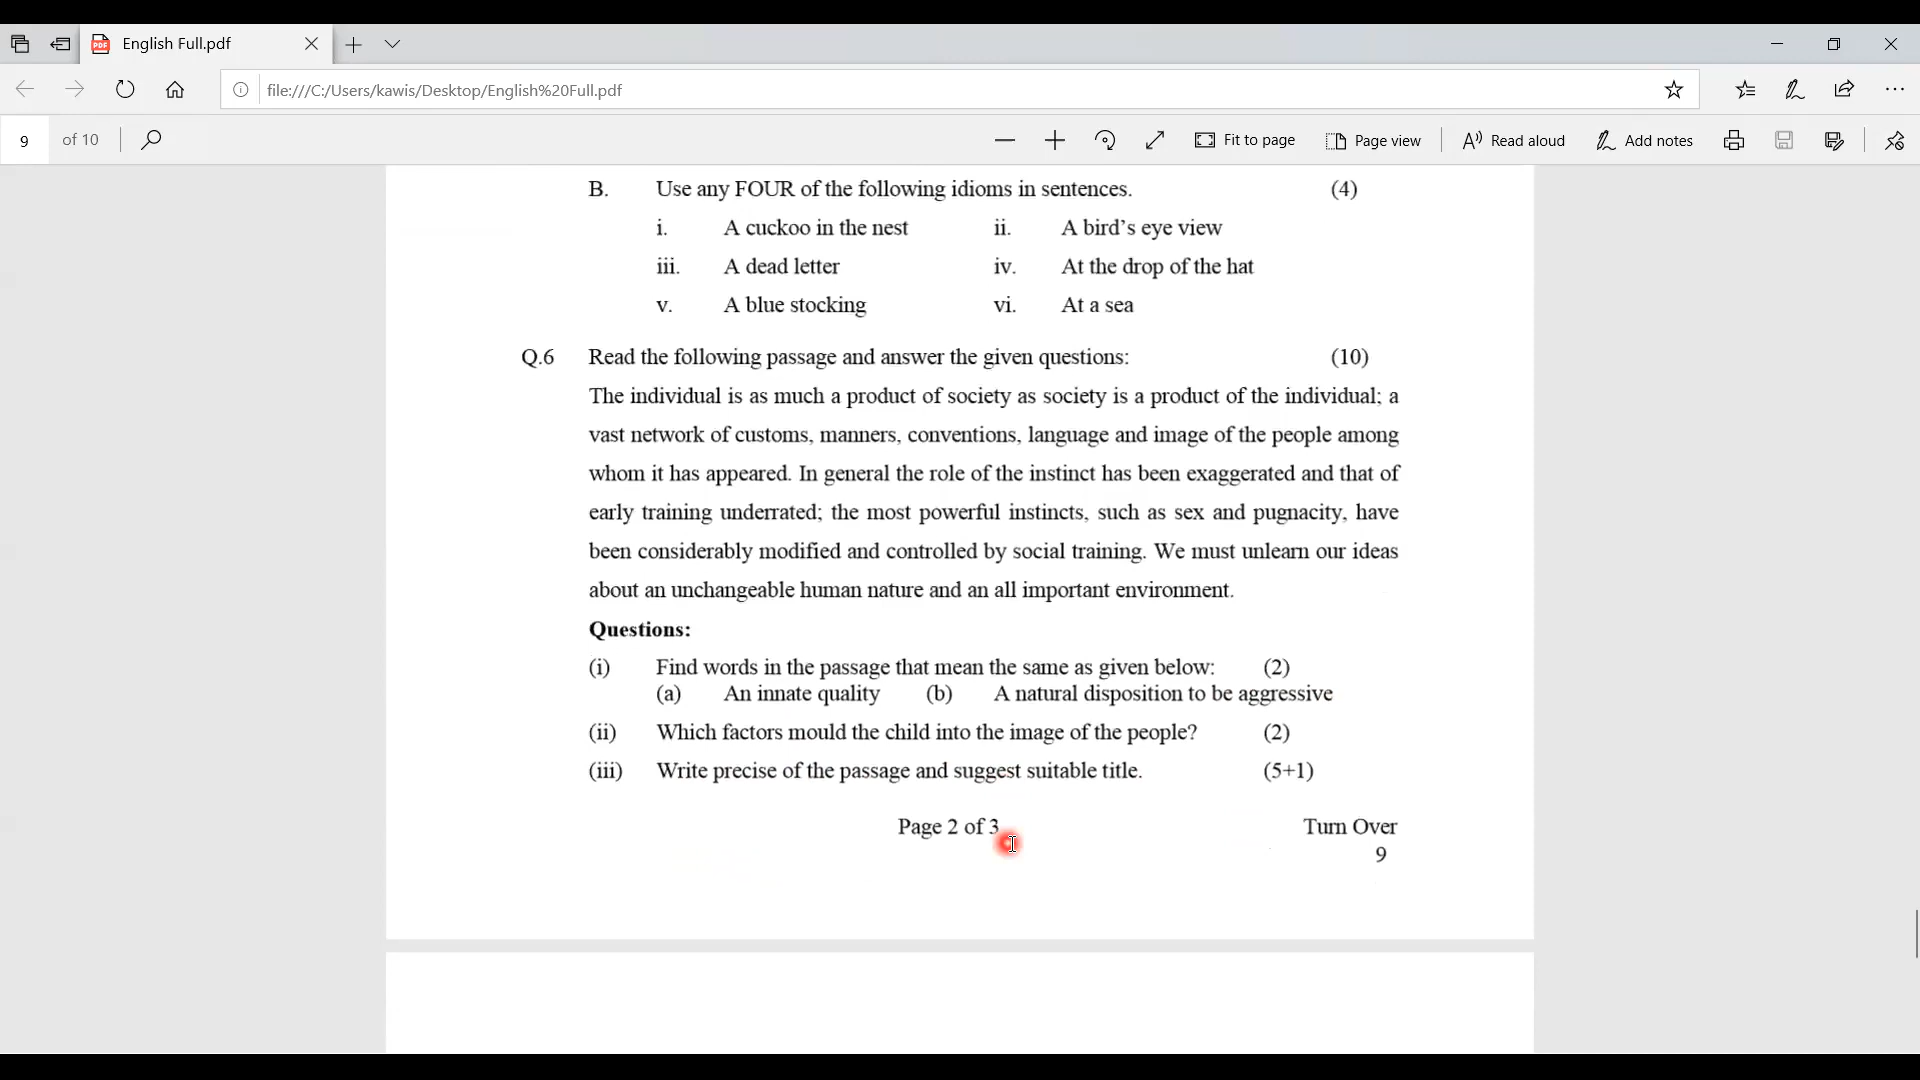 English Full.pdf
file:///C:/Users/kawis/Desktop/English%20Full.pdf
9 of 10 Fit to page Page view Read aloud Add notes
B. Use any FOUR of the following idioms in sentences. (4)
i. A cuckoo in the nest ii. A bird's eye view
iii. A dead letter iv. At the drop of the hat
v. A blue stocking vi. At a sea
Q.6 Read the following passage and answer the given questions: (10)
The individual is as much a product of society as society is a product of the individual; a
vast network of customs, manners, conventions, language and image of the people among
whom it has appeared. In general the role of the instinct has been exaggerated and that of
early training underrated; the most powerful instincts, such as sex and pugnacity, have
been considerably modified and controlled by social training. We must unlearn our ideas
about an unchangeable human nature and an all important environment.
Questions:
(i) Find words in the passage that mean the same as given below: (2)
(a) An innate quality (b) A natural disposition to be aggressive
(ii) Which factors mould the child into the image of the people? (2)
(iii) Write precise of the passage and suggest suitable title. (5+1)
Page 2 of 3 Turn Over
9